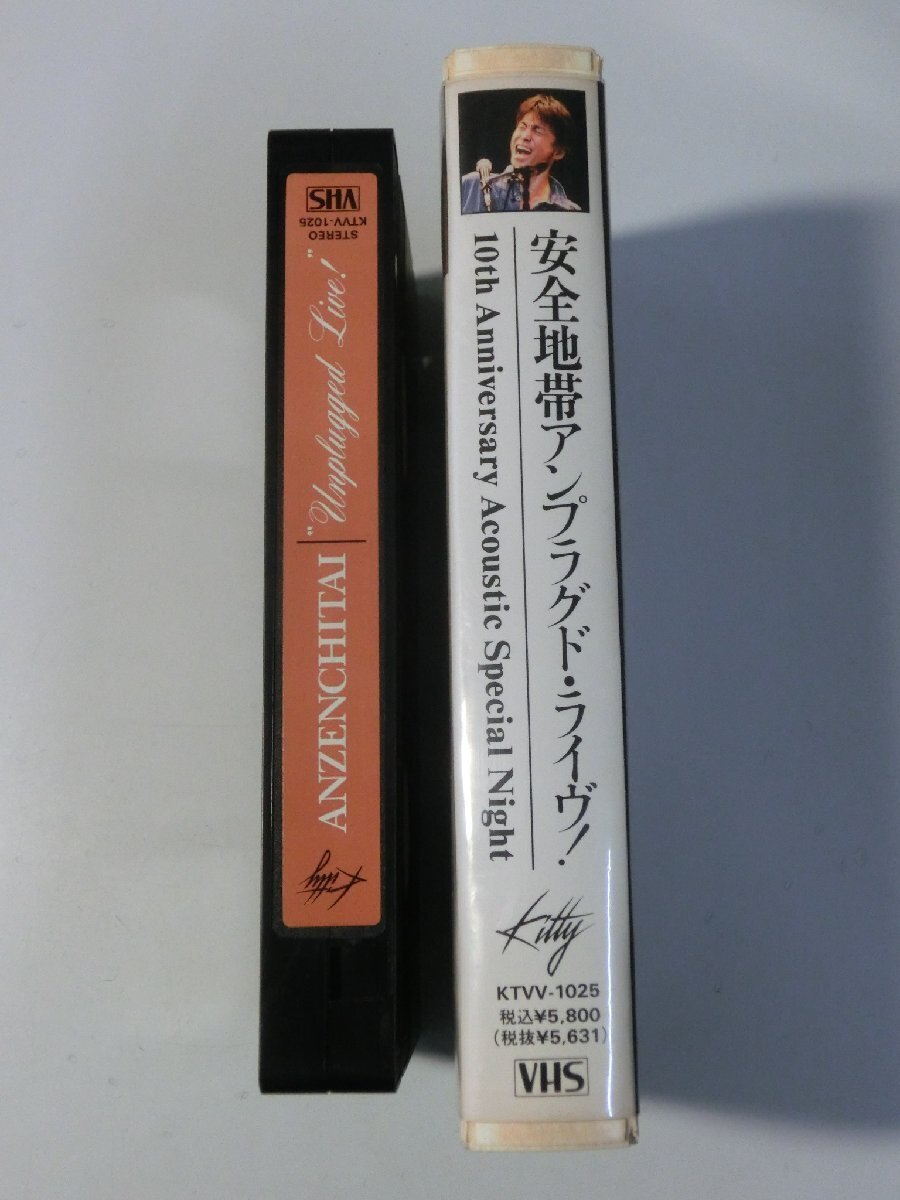 VHS
STEREO
KTVV-1025
ANZENCHITAI "Unplugged Live!"
Kitty
安全地帯アンプラグド・ライヴ!
10th Anniversary Acoustic Special Night
Kitty
KTVV-1025
税込¥5,800
(税抜¥5,631)
VHS